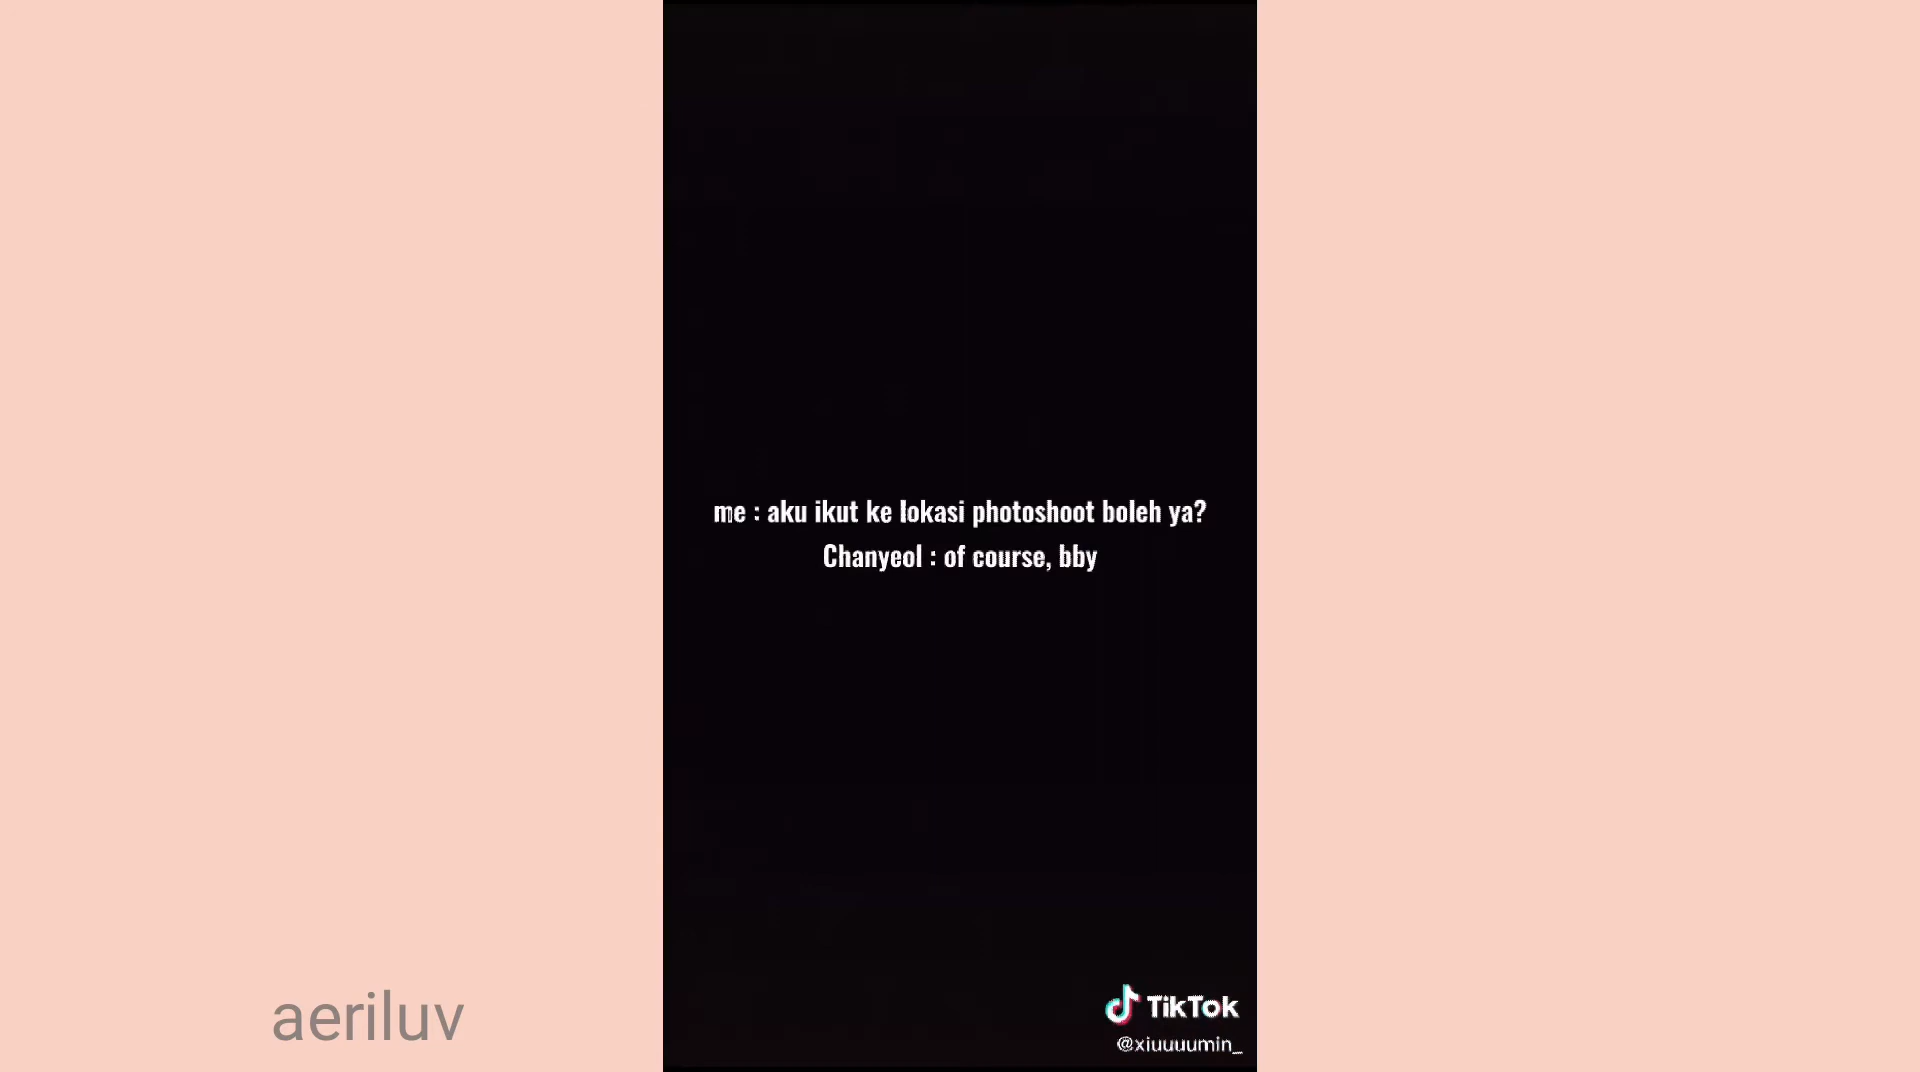 me : aku ikut ke lokasi photoshoot boleh ya?
Chanyeol : of course, bby
aeriluv
TikTok
@xiuuuumin_